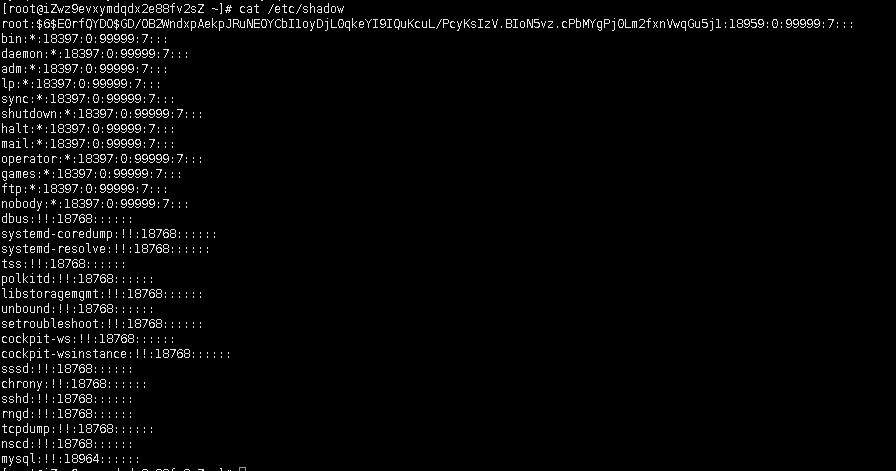 [root@iZwz9evxymdqdx2e88fv2sZ ~]# cat /etc/shadow
root:$6$E0rfQYDO$GD/OB2WndxpAekpJRuNEOYCbIloyDjL0qkeYI9IQuKcuL/PcyKsIzV.BIoN5vz.cPbMYgPj0Lm2fxnVwqGu5j1:18959:0:99999:7:::
bin:*:18397:0:99999:7:::
daemon:*:18397:0:99999:7:::
adm:*:18397:0:99999:7:::
lp:*:18397:0:99999:7:::
sync:*:18397:0:99999:7:::
shutdown:*:18397:0:99999:7:::
halt:*:18397:0:99999:7:::
mail:*:18397:0:99999:7:::
operator:*:18397:0:99999:7:::
games:*:18397:0:99999:7:::
ftp:*:18397:0:99999:7:::
nobody:*:18397:0:99999:7:::
dbus:!!:18768::::::
systemd-coredump:!!:18768::::::
systemd-resolve:!!:18768::::::
tss:!!:18768::::::
polkitd:!!:18768::::::
libstoragemgmt:!!:18768::::::
unbound:!!:18768::::::
setroubleshoot:!!:18768::::::
cockpit-ws:!!:18768::::::
cockpit-wsinstance:!!:18768::::::
sssd:!!:18768::::::
chrony:!!:18768::::::
sshd:!!:18768::::::
rngd:!!:18768::::::
tcpdump:!!:18768::::::
nscd:!!:18768::::::
mysql:!!:18964::::::